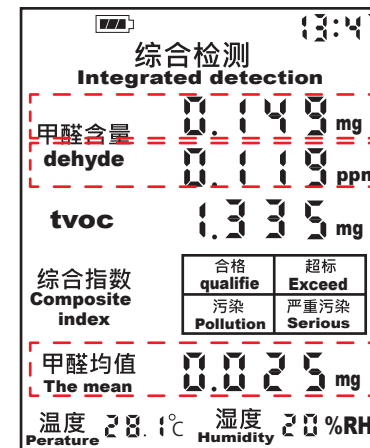 13:4
综合检测
Integrated detection
甲醛含量 0.149 mg
dehyde 0.119 ppm
tvoc 1.335 mg
综合指数
Composite
index
合格 超标
qualifie Exceed
污染 严重污染
Pollution Serious
甲醛均值
The mean 0.025 mg
温度 28.1℃ 湿度 20%RH
Perature Humidity